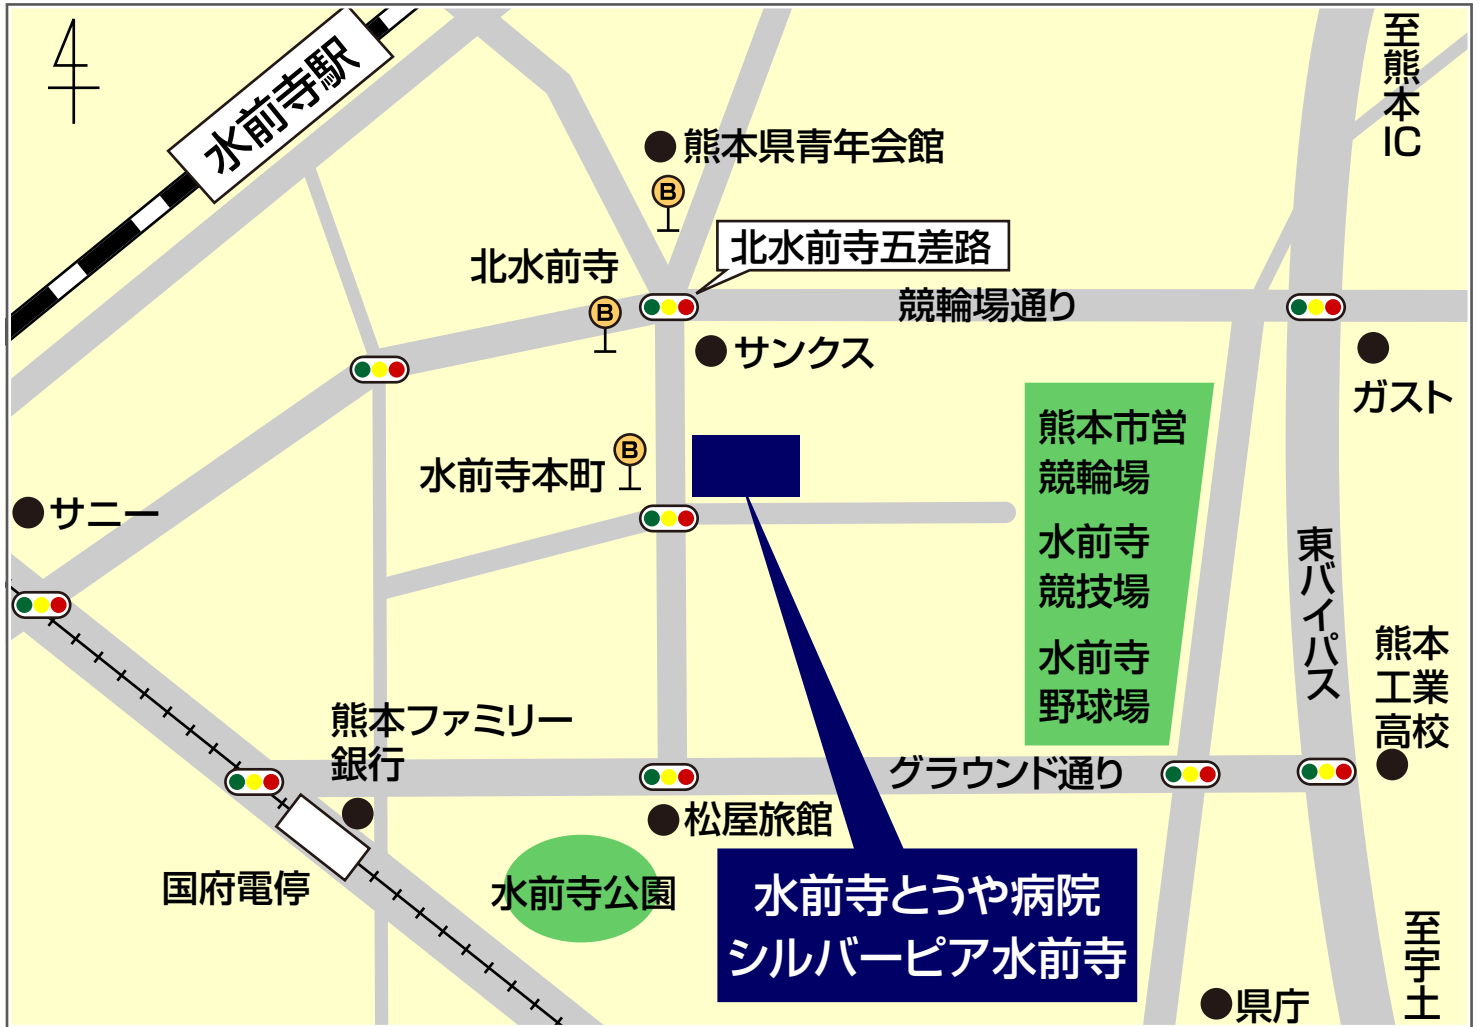 至熊本IC
水前寺駅
熊本県青年会館
B
北水前寺五差路
北水前寺
B
競輪場通り
サンクス
ガスト
熊本市営
競輪場
水前寺
競技場
水前寺
野球場
B
水前寺本町
サニー
東バイパス
熊本
工業
高校
熊本ファミリー
銀行
グラウンド通り
松屋旅館
国府電停
水前寺公園
水前寺とうや病院
シルバーピア水前寺
至宇土
県庁